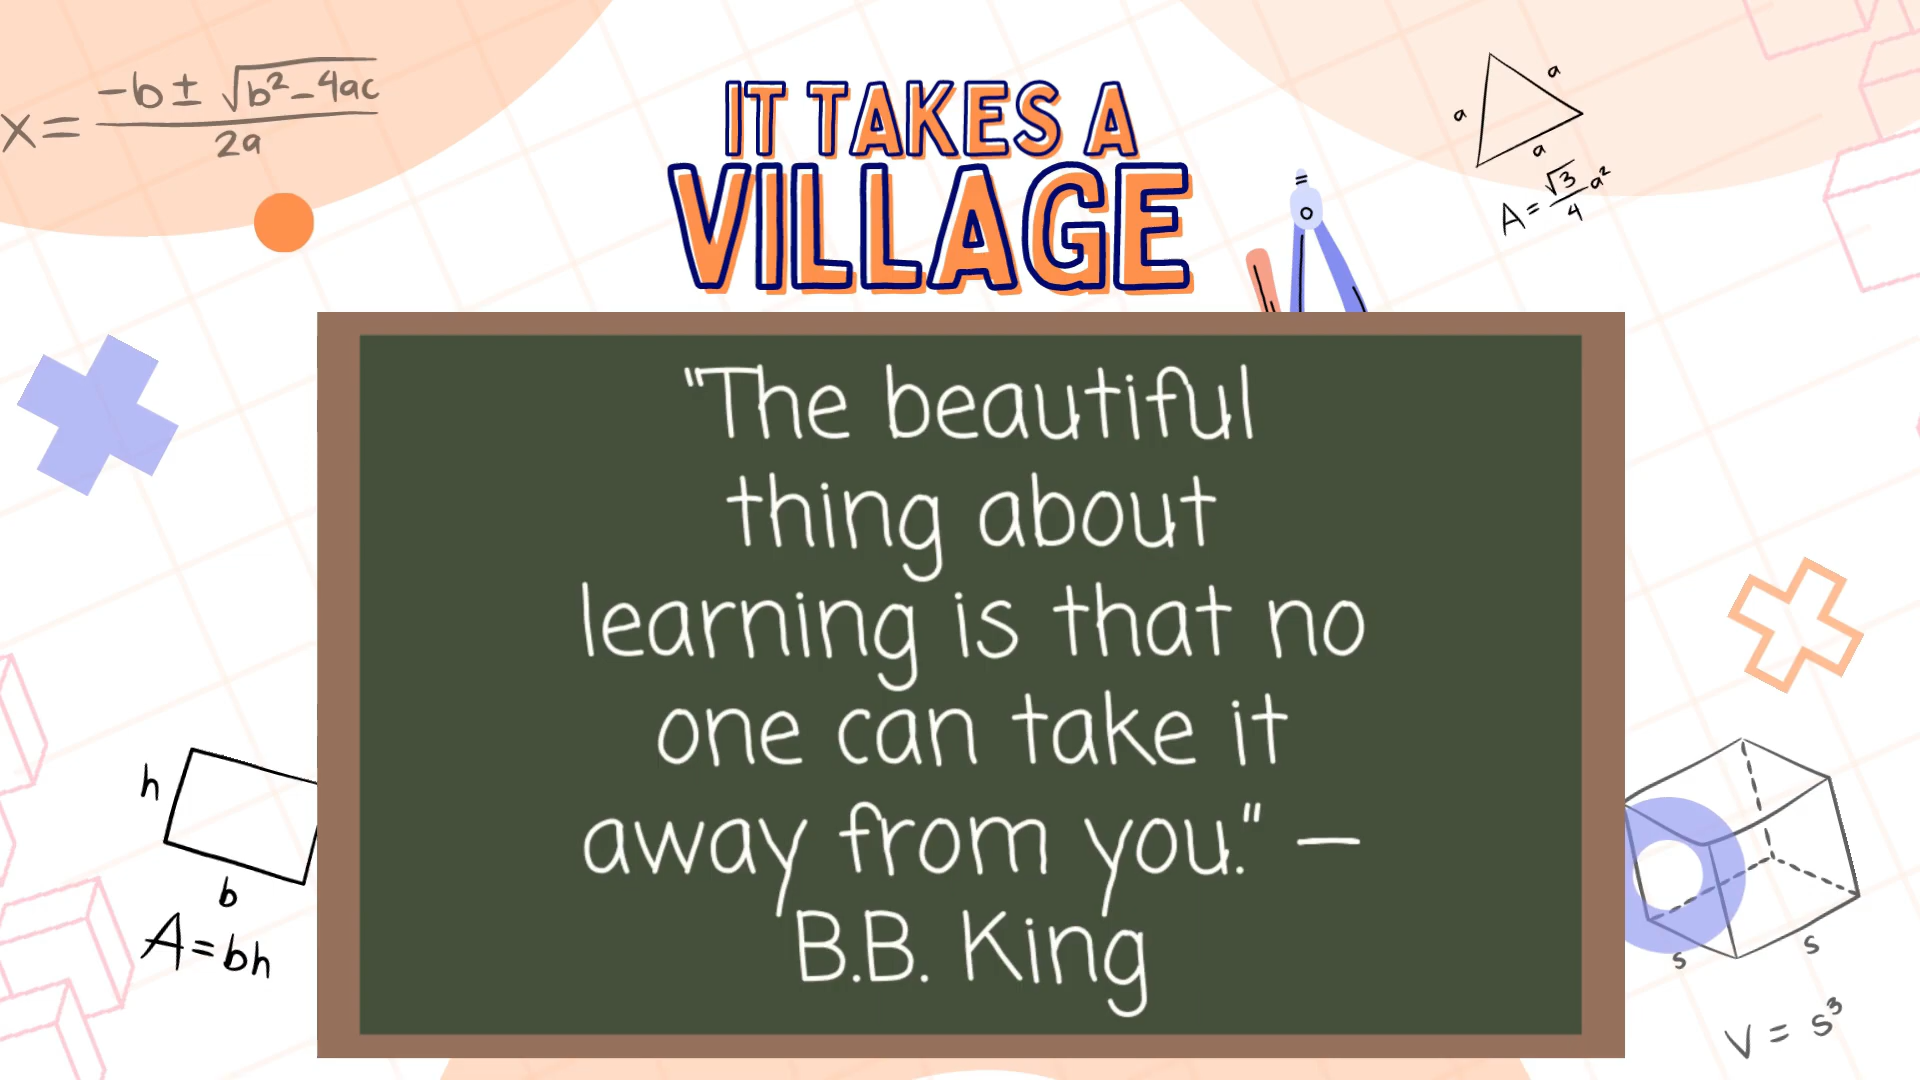 x = -b ± √b² - 4ac
2a
IT TAKES A
VILLAGE
a
a
a
A = √3/4 a²
"The beautiful
thing about
learning is that no
one can take it
away from you." –
B.B. King
h
b
A = bh
s
s
V = s³